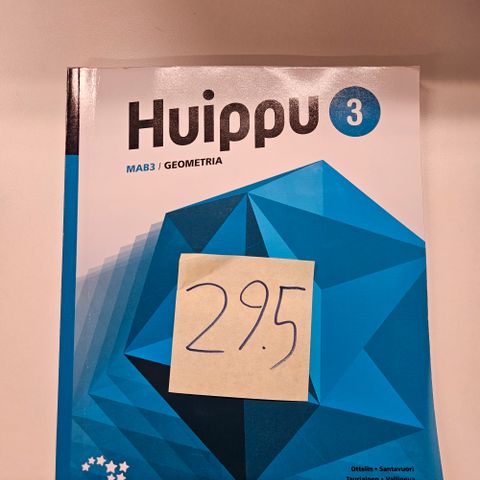 Huippu 3
MAB3 / GEOMETRIA
29.5
Ottelin • Santavuori